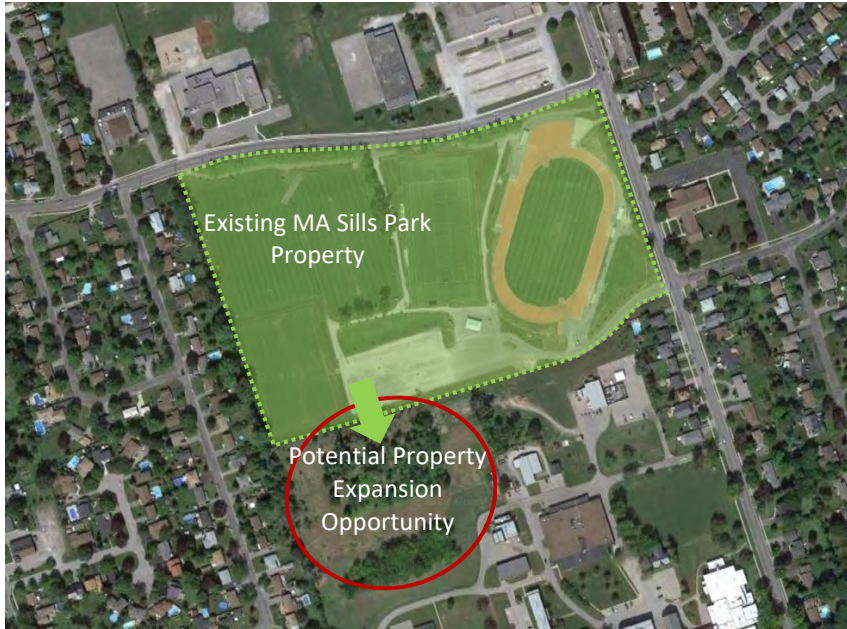 Existing MA Sills Park
Property
Potential Property
Expansion
Opportunity